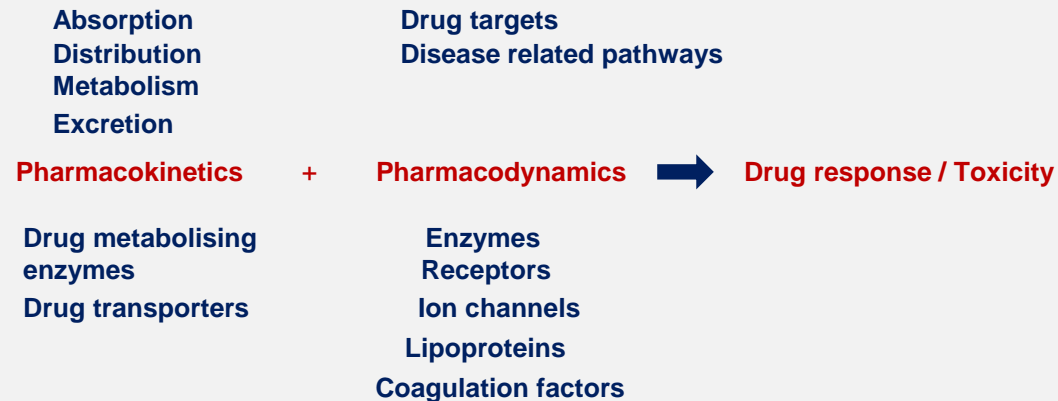 Absorption
Distribution
Metabolism
Excretion
Drug targets
Disease related pathways
Pharmacokinetics + Pharmacodynamics Drug response / Toxicity
Drug metabolising
enzymes
Drug transporters
Enzymes
Receptors
Ion channels
Lipoproteins
Coagulation factors